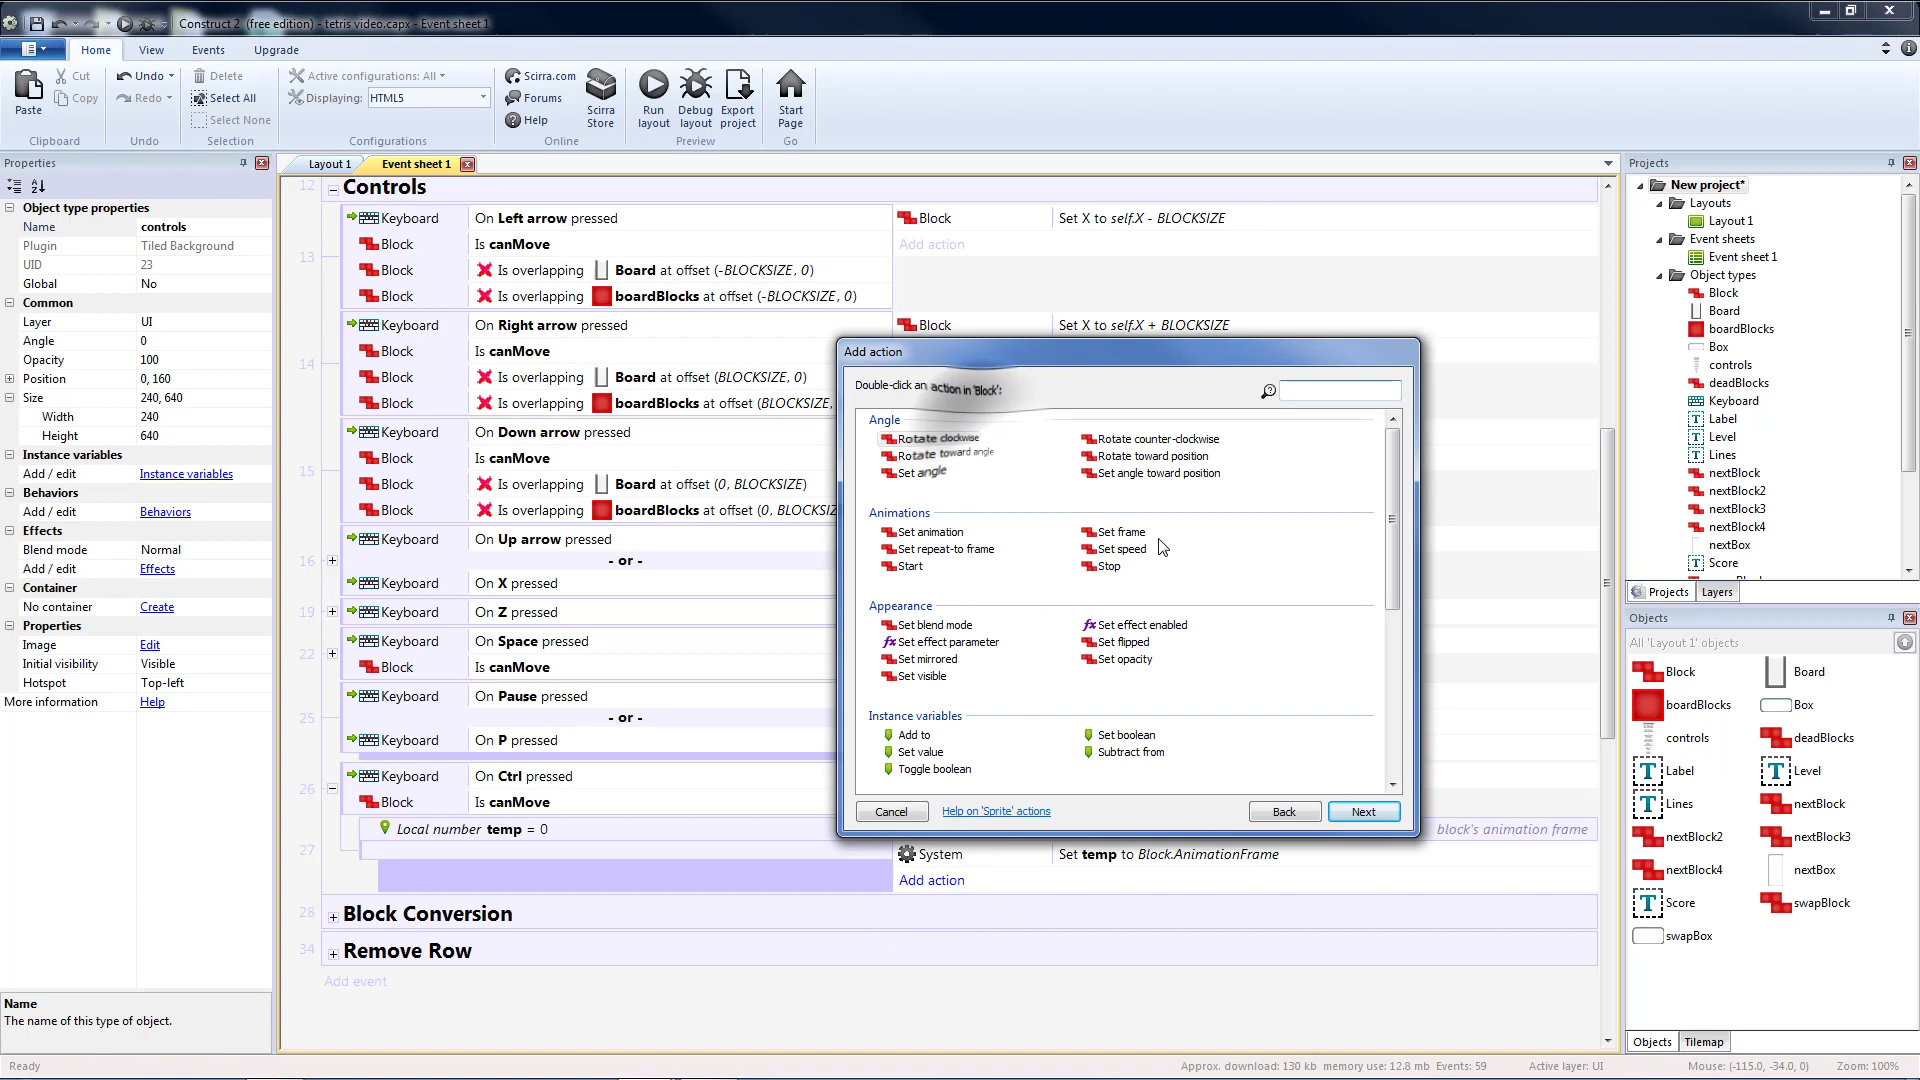 Construct 2  (free edition) - tetris video.capx - Event sheet 1
Home
View
Events
Upgrade
Paste
Cut
Copy
Clipboard
Undo
Redo
Undo
Delete
Select All
Select None
Selection
Active configurations: All
Displaying:
HTML5
Configurations
Scirra.com
Forums
Help
Scirra Store
Online
Run layout
Debug layout
Export project
Preview
Start Page
Go
Properties
Object type properties
Name controls
Plugin Tiled Background
UID 23
Global No
Common
Layer UI
Angle 0
Opacity 100
Position 0, 160
Size 240, 640
Width 240
Height 640
Instance variables
Add / edit Instance variables
Behaviors
Add / edit Behaviors
Effects
Blend mode Normal
Add / edit Effects
Container
No container Create
Properties
Image Edit
Initial visibility Visible
Hotspot Top-left
More information Help
Name
The name of this type of object.
Layout 1
Event sheet 1
12 Controls
13
Keyboard On Left arrow pressed Block Set X to self.X - BLOCKSIZE
Block Is canMove Add action
Block Is overlapping Board at offset (-BLOCKSIZE, 0)
Block Is overlapping boardBlocks at offset (-BLOCKSIZE, 0)
14
Keyboard On Right arrow pressed Block Set X to self.X + BLOCKSIZE
Block Is canMove
Block Is overlapping Board at offset (BLOCKSIZE, 0)
Block Is overlapping boardBlocks at offset (BLOCKSIZE,
15
Keyboard On Down arrow pressed
Block Is canMove
Block Is overlapping Board at offset (0, BLOCKSIZE)
Block Is overlapping boardBlocks at offset (0, BLOCKSIZ
16
Keyboard On Up arrow pressed
- or -
Keyboard On X pressed
19 Keyboard On Z pressed
22
Keyboard On Space pressed
Block Is canMove
25
Keyboard On Pause pressed
- or -
Keyboard On P pressed
26
Keyboard On Ctrl pressed
Block Is canMove
Local number temp = 0
block's animation frame
27
System Set temp to Block.AnimationFrame
Add action
28 Block Conversion
34 Remove Row
Add event
Add action
Double-click an action in 'Block':
Angle
Rotate clockwise Rotate counter-clockwise
Rotate toward angle Rotate toward position
Set angle Set angle toward position
Animations
Set animation Set frame
Set repeat-to frame Set speed
Start Stop
Appearance
Set blend mode fx Set effect enabled
fx Set effect parameter Set flipped
Set mirrored Set opacity
Set visible
Instance variables
Add to Set boolean
Set value Subtract from
Toggle boolean
Cancel
Help on 'Sprite' actions
Back
Next
Projects
New project*
Layouts
Layout 1
Event sheets
Event sheet 1
Object types
Block
Board
boardBlocks
Box
controls
deadBlocks
Keyboard
T Label
T Level
T Lines
nextBlock
nextBlock2
nextBlock3
nextBlock4
nextBox
T Score
Projects
Layers
Objects
All 'Layout 1' objects
Block Board
boardBlocks Box
controls deadBlocks
T Label T Level
T Lines nextBlock
nextBlock2 nextBlock3
nextBlock4 nextBox
T Score swapBlock
swapBox
Objects
Tilemap
Ready
Approx. download: 130 kb  memory use: 12.8 mb  Events: 59
Active layer: UI
Mouse: (-115.0, -34.0, 0)
Zoom: 100%